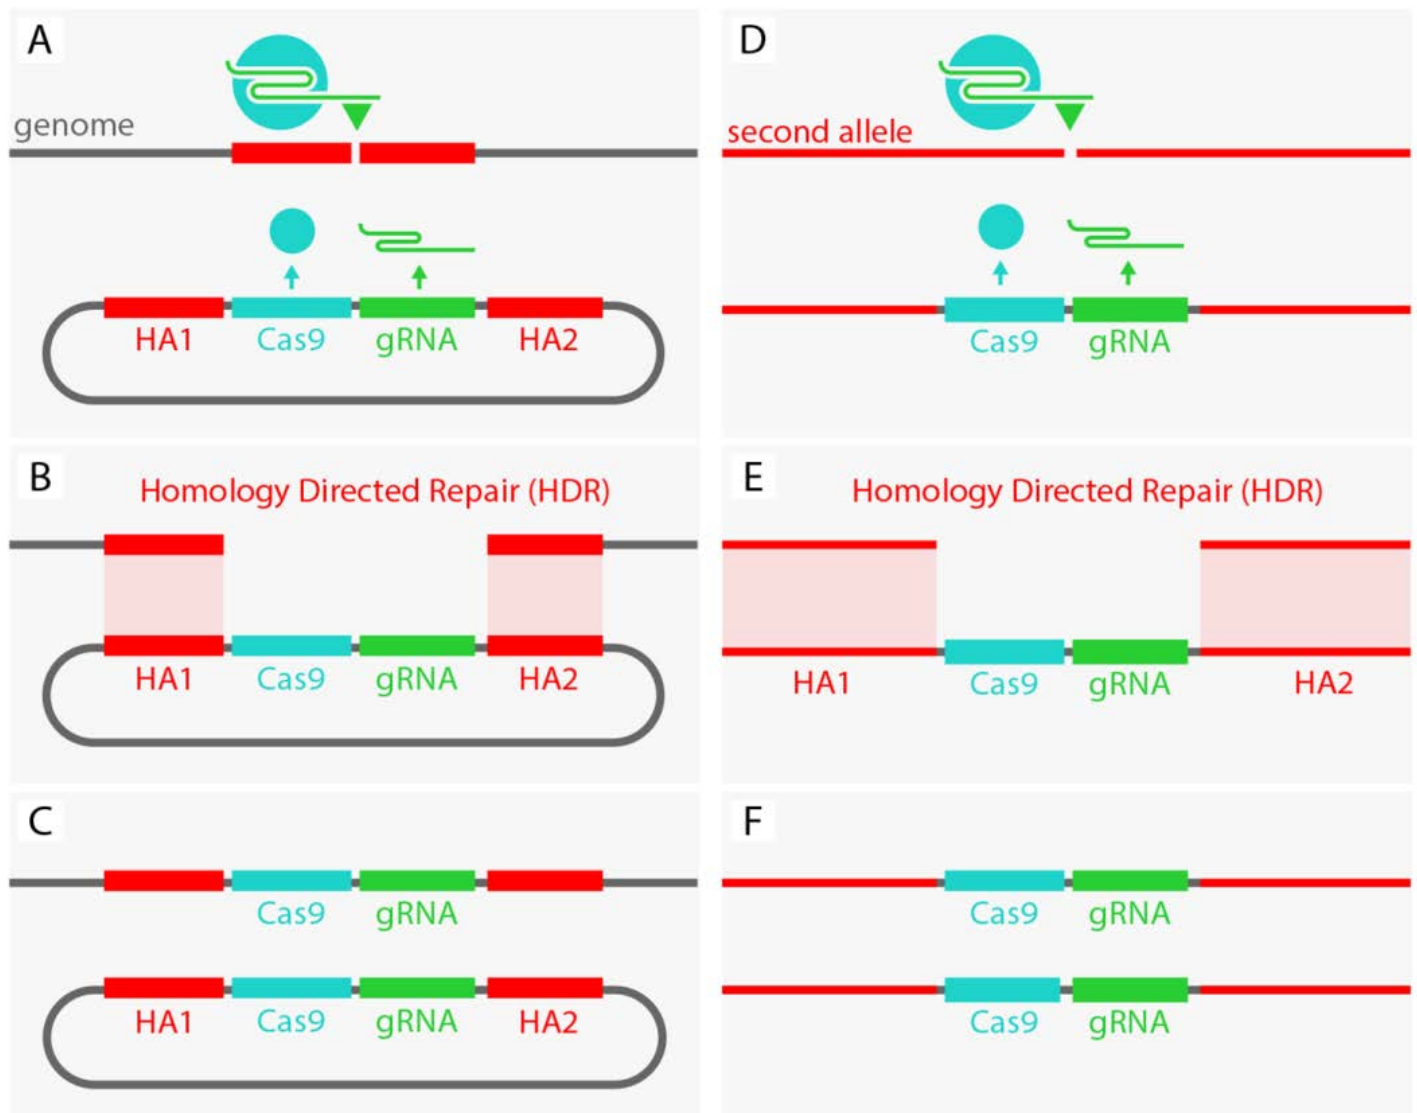 A
genome
HA1 Cas9 gRNA HA2
B
Homology Directed Repair (HDR)
HA1 Cas9 gRNA HA2
C
Cas9 gRNA
HA1 Cas9 gRNA HA2
D
second allele
Cas9 gRNA
E
Homology Directed Repair (HDR)
HA1 Cas9 gRNA HA2
F
Cas9 gRNA
Cas9 gRNA